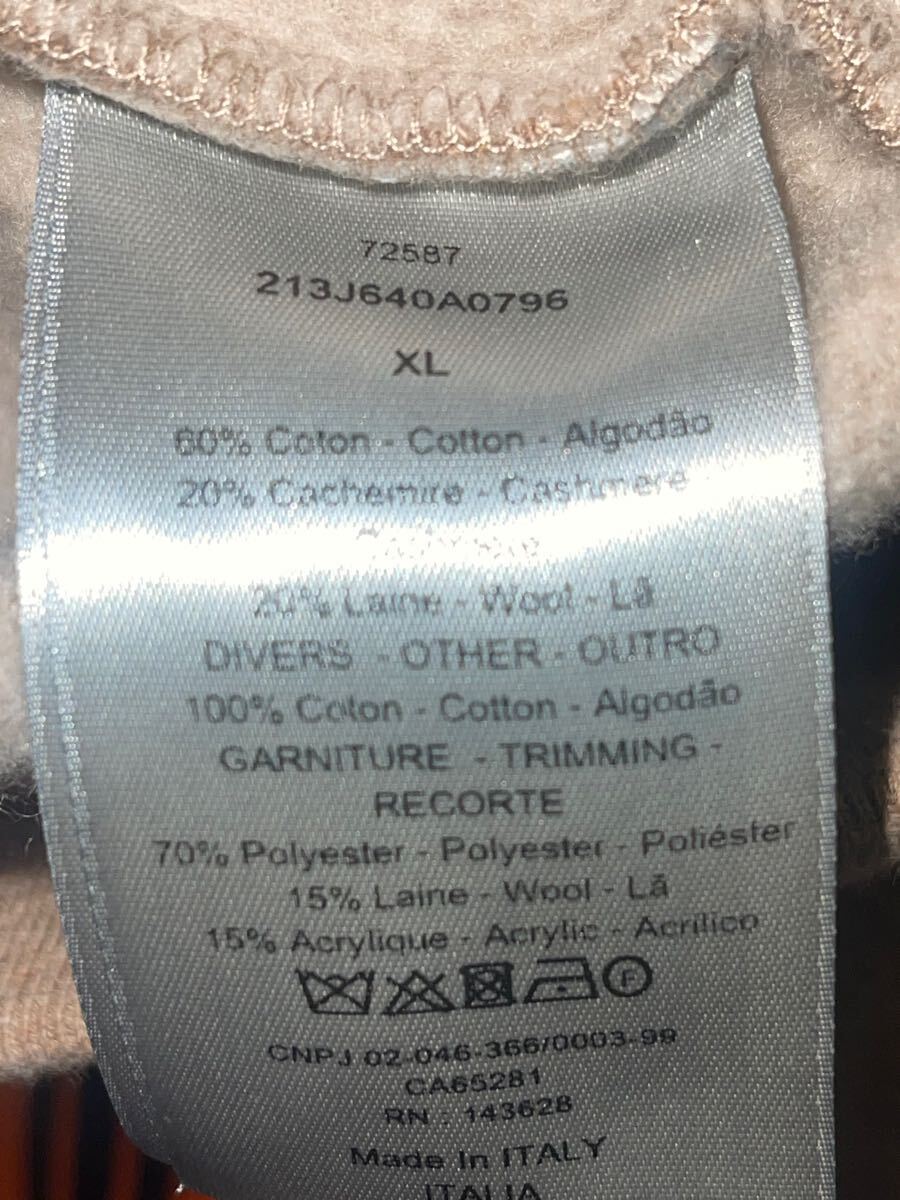 72587
213J640A0796
XL
60% Coton - Cotton - Algodão
20% Cachemire - Cashmere -
20% Laine - Wool - Lã
DIVERS - OTHER - OUTRO
100% Coton - Cotton - Algodão
GARNITURE - TRIMMING -
RECORTE
70% Polyester - Polyester - Poliéster
15% Laine - Wool - Lã
15% Acrylique - Acrylic - Acrilico
F
CNPJ 02-046-366/0003-99
CA65281
RN : 143628
Made In ITALY
ITALIA